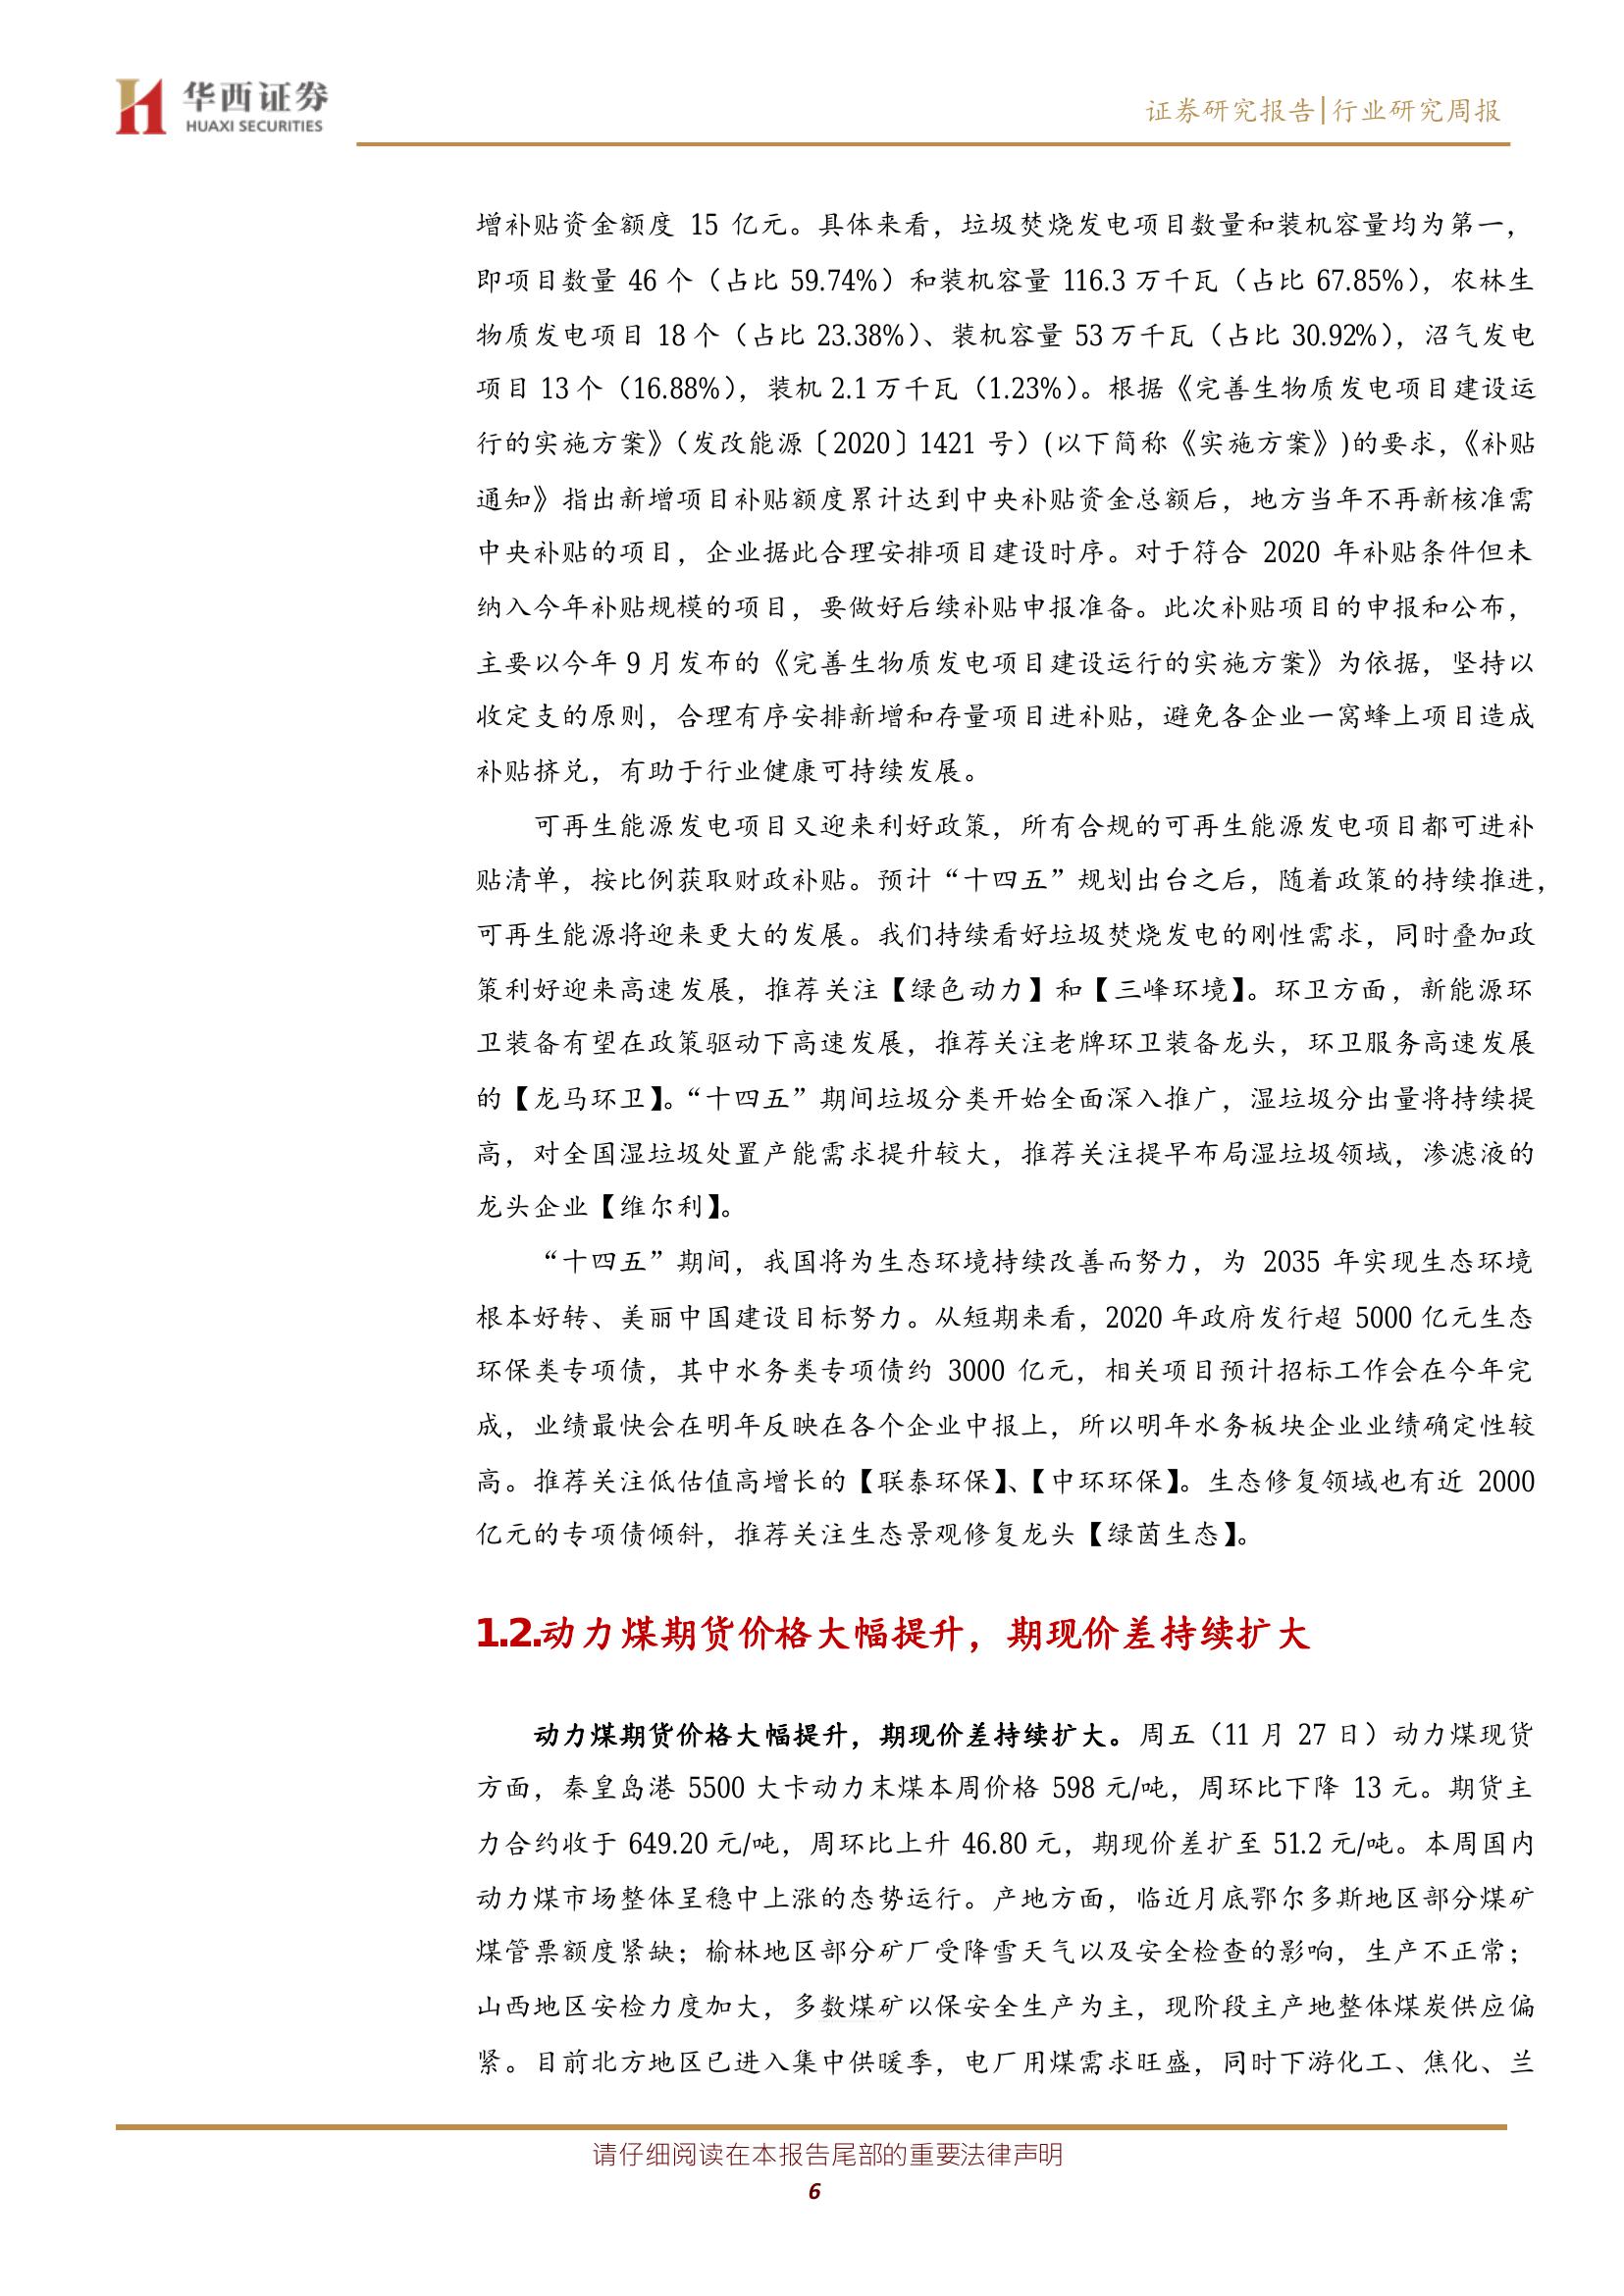 华西证券
HUAXI SECURITIES
证券研究报告|行业研究周报
增补贴资金额度 15 亿元。具体来看，垃圾焚烧发电项目数量和装机容量均为第一，
即项目数量 46 个（占比 59.74%）和装机容量 116.3 万千瓦（占比 67.85%），农林生
物质发电项目 18 个（占比 23.38%）、装机容量 53 万千瓦（占比 30.92%），沼气发电
项目 13 个（16.88%），装机 2.1 万千瓦（1.23%）。根据《完善生物质发电项目建设运
行的实施方案》（发改能源〔2020〕1421 号）(以下简称《实施方案》)的要求，《补贴
通知》指出新增项目补贴额度累计达到中央补贴资金总额后，地方当年不再新核准需
中央补贴的项目，企业据此合理安排项目建设时序。对于符合 2020 年补贴条件但未
纳入今年补贴规模的项目，要做好后续补贴申报准备。此次补贴项目的申报和公布，
主要以今年 9 月发布的《完善生物质发电项目建设运行的实施方案》为依据，坚持以
收定支的原则，合理有序安排新增和存量项目进补贴，避免各企业一窝蜂上项目造成
补贴挤兑，有助于行业健康可持续发展。
可再生能源发电项目又迎来利好政策，所有合规的可再生能源发电项目都可进补
贴清单，按比例获取财政补贴。预计“十四五”规划出台之后，随着政策的持续推进，
可再生能源将迎来更大的发展。我们持续看好垃圾焚烧发电的刚性需求，同时叠加政
策利好迎来高速发展，推荐关注【绿色动力】和【三峰环境】。环卫方面，新能源环
卫装备有望在政策驱动下高速发展，推荐关注老牌环卫装备龙头，环卫服务高速发展
的【龙马环卫】。“十四五”期间垃圾分类开始全面深入推广，湿垃圾分出量将持续提
高，对全国湿垃圾处置产能需求提升较大，推荐关注提早布局湿垃圾领域，渗滤液的
龙头企业【维尔利】。
“十四五”期间，我国将为生态环境持续改善而努力，为 2035 年实现生态环境
根本好转、美丽中国建设目标努力。从短期来看，2020 年政府发行超 5000 亿元生态
环保类专项债，其中水务类专项债约 3000 亿元，相关项目预计招标工作会在今年完
成，业绩最快会在明年反映在各个企业中报上，所以明年水务板块企业业绩确定性较
高。推荐关注低估值高增长的【联泰环保】、【中环环保】。生态修复领域也有近 2000
亿元的专项债倾斜，推荐关注生态景观修复龙头【绿茵生态】。
1.2.动力煤期货价格大幅提升，期现价差持续扩大
动力煤期货价格大幅提升，期现价差持续扩大。周五（11 月 27 日）动力煤现货
方面，秦皇岛港 5500 大卡动力末煤本周价格 598 元/吨，周环比下降 13 元。期货主
力合约收于 649.20 元/吨，周环比上升 46.80 元，期现价差扩至 51.2 元/吨。本周国内
动力煤市场整体呈稳中上涨的态势运行。产地方面，临近月底鄂尔多斯地区部分煤矿
煤管票额度紧缺；榆林地区部分矿厂受降雪天气以及安全检查的影响，生产不正常；
山西地区安检力度加大，多数煤矿以保安全生产为主，现阶段主产地整体煤炭供应偏
紧。目前北方地区已进入集中供暖季，电厂用煤需求旺盛，同时下游化工、焦化、兰
请仔细阅读在本报告尾部的重要法律声明
6